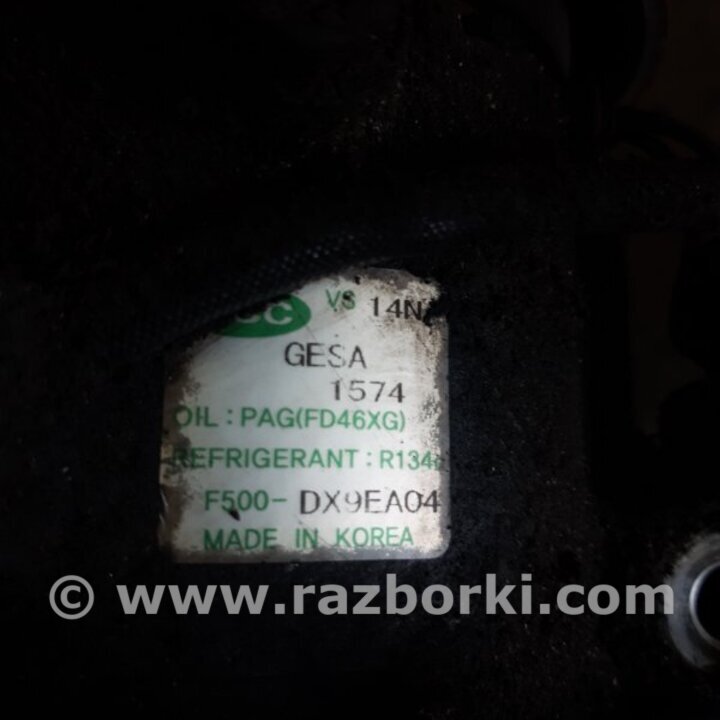 VS 14N
GESA
1574
OIL : PAG(FD46XG)
REFRIGERANT : R134
F500- DX9EA04
MADE IN KOREA
© www.razborki.com